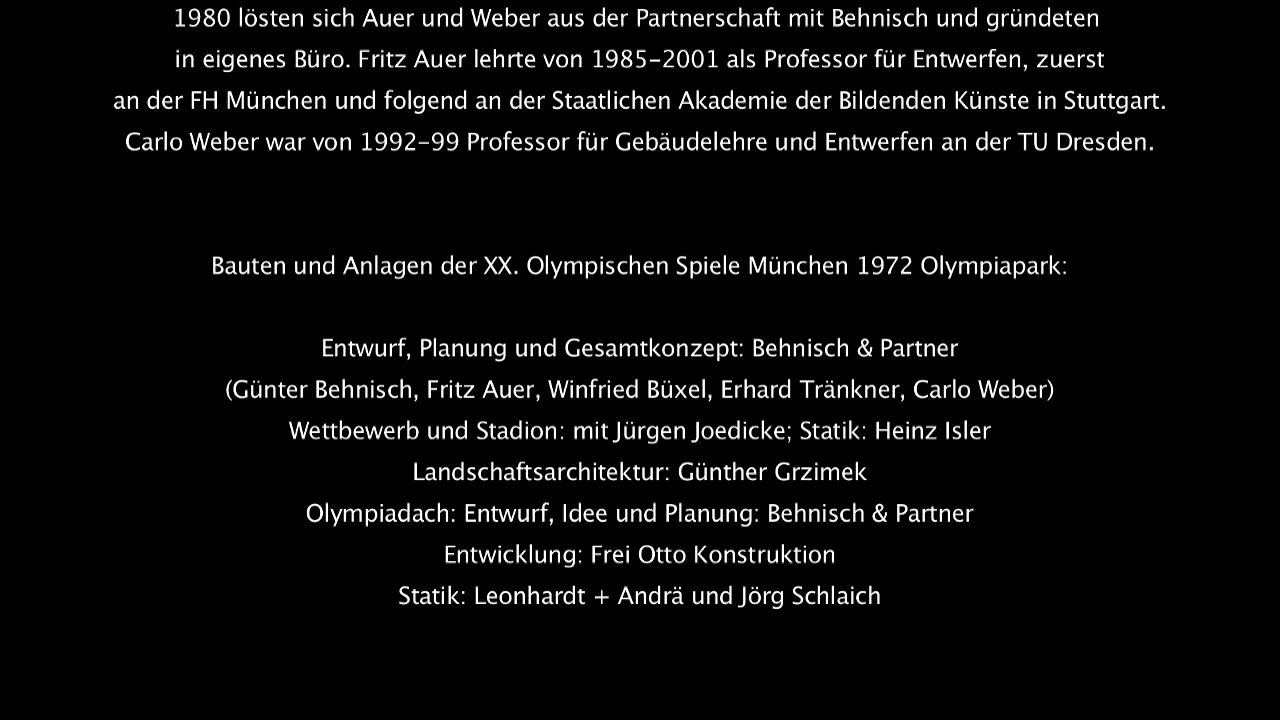 1980 lösten sich Auer und Weber aus der Partnerschaft mit Behnisch und gründeten
in eigenes Büro. Fritz Auer lehrte von 1985–2001 als Professor für Entwerfen, zuerst
an der FH München und folgend an der Staatlichen Akademie der Bildenden Künste in Stuttgart.
Carlo Weber war von 1992–99 Professor für Gebäudelehre und Entwerfen an der TU Dresden.
Bauten und Anlagen der XX. Olympischen Spiele München 1972 Olympiapark:
Entwurf, Planung und Gesamtkonzept: Behnisch & Partner
(Günter Behnisch, Fritz Auer, Winfried Büxel, Erhard Tränkner, Carlo Weber)
Wettbewerb und Stadion: mit Jürgen Joedicke; Statik: Heinz Isler
Landschaftsarchitektur: Günther Grzimek
Olympiadach: Entwurf, Idee und Planung: Behnisch & Partner
Entwicklung: Frei Otto Konstruktion
Statik: Leonhardt + Andrä und Jörg Schlaich